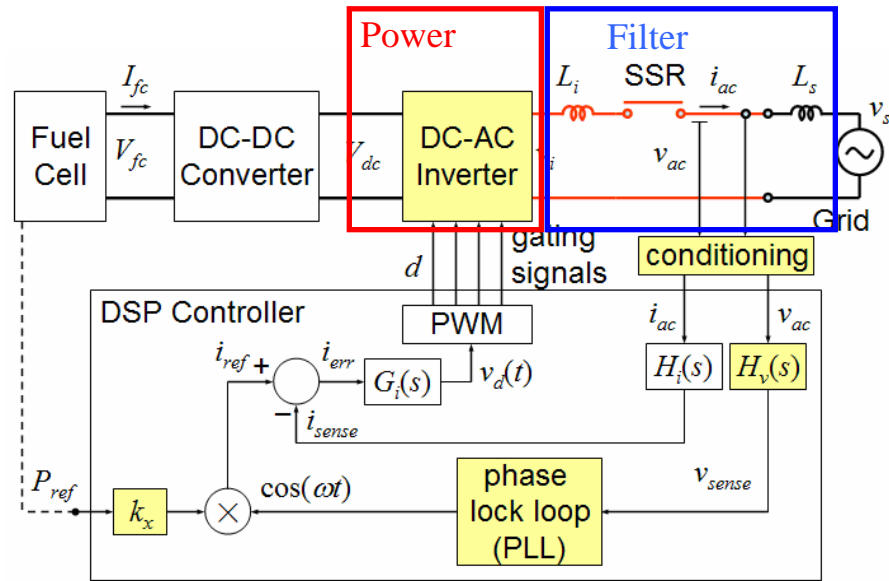 Power
Filter
I_fc
L_i
SSR
i_ac
L_s
v_s
Fuel
Cell
V_fc
DC-DC
Converter
V_dc
DC-AC
Inverter
v_i
v_ac
Grid
d
gating
signals
conditioning
DSP Controller
PWM
i_ac
v_ac
i_ref
+
i_err
G_i(s)
v_d(t)
H_i(s)
H_v(s)
−
i_sense
P_ref
k_x
×
cos(ωt)
phase
lock loop
(PLL)
v_sense